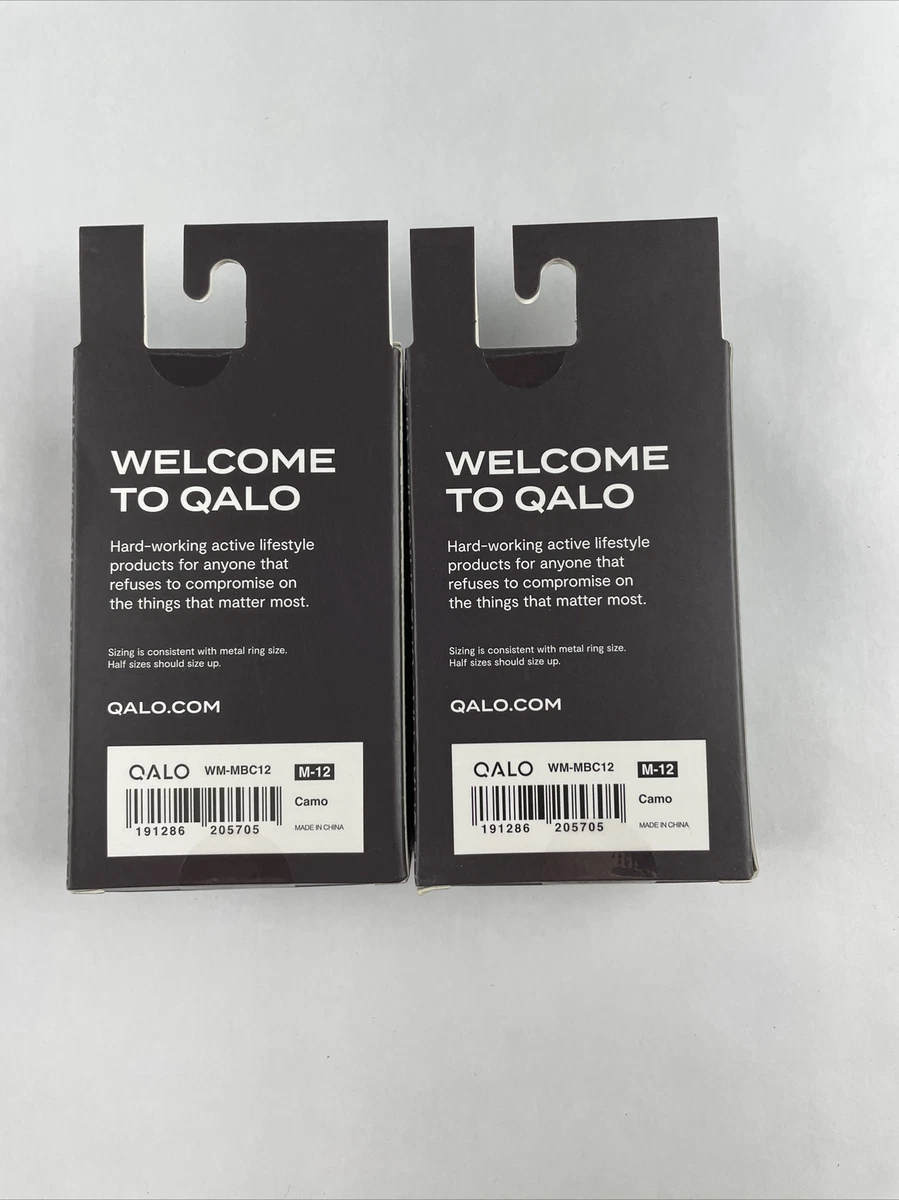 WELCOME
TO QALO
Hard-working active lifestyle
products for anyone that
refuses to compromise on
the things that matter most.
Sizing is consistent with metal ring size.
Half sizes should size up.
QALO.COM
QALO WM-MBC12 M-12
Camo
191286 205705 MADE IN CHINA
WELCOME
TO QALO
Hard-working active lifestyle
products for anyone that
refuses to compromise on
the things that matter most.
Sizing is consistent with metal ring size.
Half sizes should size up.
QALO.COM
QALO WM-MBC12 M-12
Camo
191286 205705 MADE IN CHINA